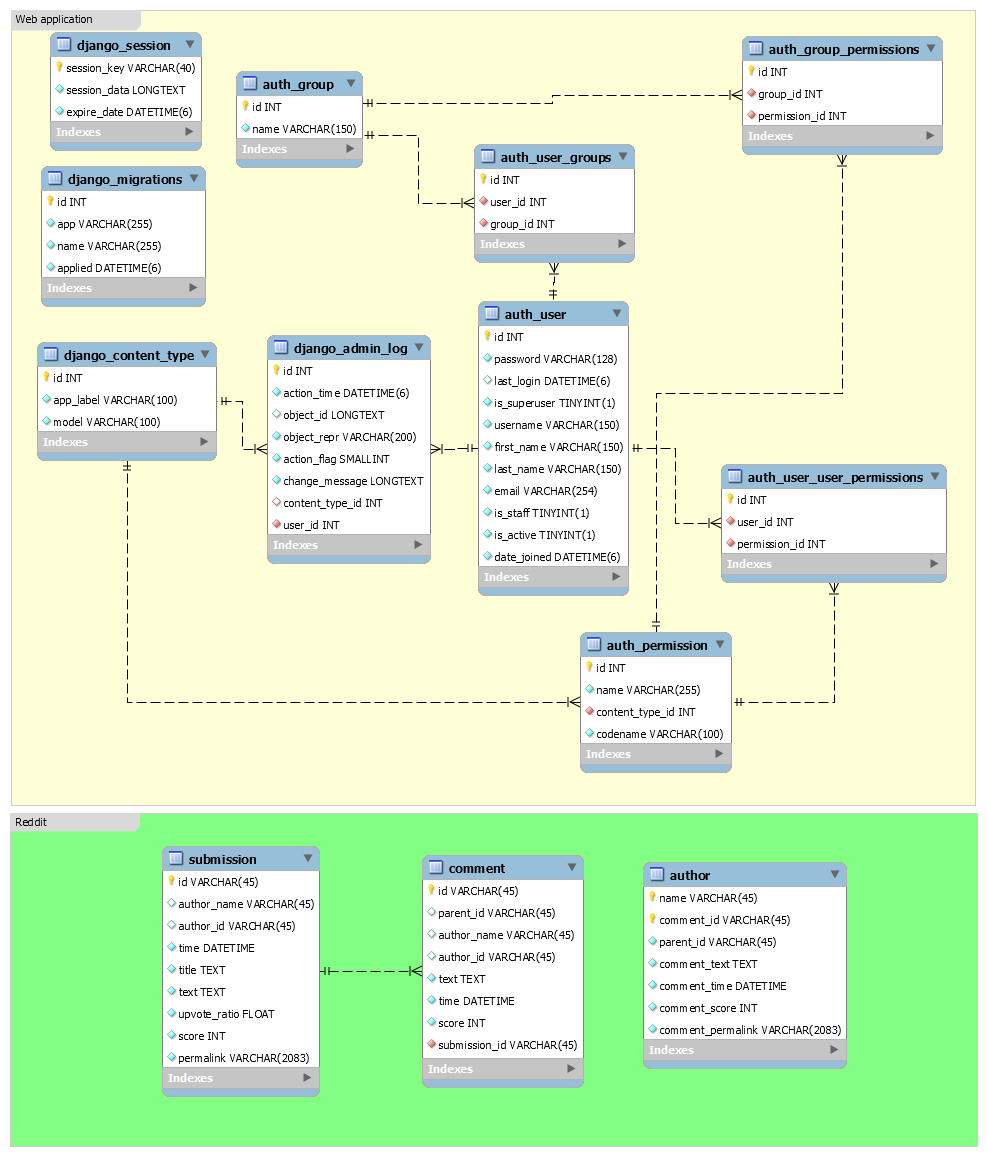 Web application
django_session
session_key VARCHAR(40)
session_data LONGTEXT
expire_date DATETIME(6)
Indexes
auth_group
id INT
name VARCHAR(150)
Indexes
auth_group_permissions
id INT
group_id INT
permission_id INT
Indexes
django_migrations
id INT
app VARCHAR(255)
name VARCHAR(255)
applied DATETIME(6)
Indexes
auth_user_groups
id INT
user_id INT
group_id INT
Indexes
django_content_type
id INT
app_label VARCHAR(100)
model VARCHAR(100)
Indexes
django_admin_log
id INT
action_time DATETIME(6)
object_id LONGTEXT
object_repr VARCHAR(200)
action_flag SMALLINT
change_message LONGTEXT
content_type_id INT
user_id INT
Indexes
auth_user
id INT
password VARCHAR(128)
last_login DATETIME(6)
is_superuser TINYINT(1)
username VARCHAR(150)
first_name VARCHAR(150)
last_name VARCHAR(150)
email VARCHAR(254)
is_staff TINYINT(1)
is_active TINYINT(1)
date_joined DATETIME(6)
Indexes
auth_user_user_permissions
id INT
user_id INT
permission_id INT
Indexes
auth_permission
id INT
name VARCHAR(255)
content_type_id INT
codename VARCHAR(100)
Indexes
Reddit
submission
id VARCHAR(45)
author_name VARCHAR(45)
author_id VARCHAR(45)
time DATETIME
title TEXT
text TEXT
upvote_ratio FLOAT
score INT
permalink VARCHAR(2083)
Indexes
comment
id VARCHAR(45)
parent_id VARCHAR(45)
author_name VARCHAR(45)
author_id VARCHAR(45)
text TEXT
time DATETIME
score INT
submission_id VARCHAR(45)
Indexes
author
name VARCHAR(45)
comment_id VARCHAR(45)
parent_id VARCHAR(45)
comment_text TEXT
comment_time DATETIME
comment_score INT
comment_permalink VARCHAR(2083)
Indexes